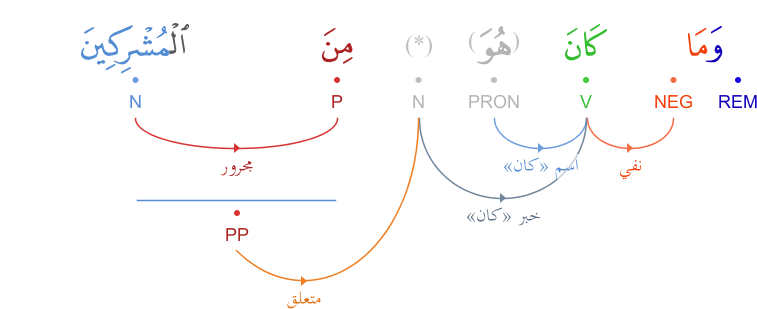 وَمَا كَانَ (هُوَ) (*) مِنَ ٱلْمُشْرِكِينَ
REM NEG V PRON N P N
نفي اسم «كان» مجرور
خبر «كان»
PP
متعلق